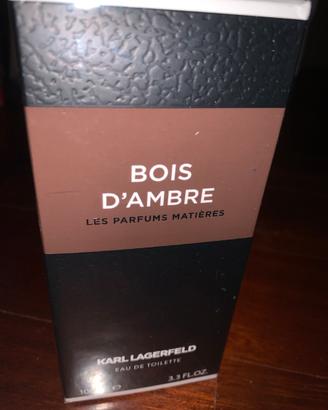 BOIS
D'AMBRE
LES PARFUMS MATIÈRES
KARL LAGERFELD
EAU DE TOILETTE
3.3 FL.OZ.